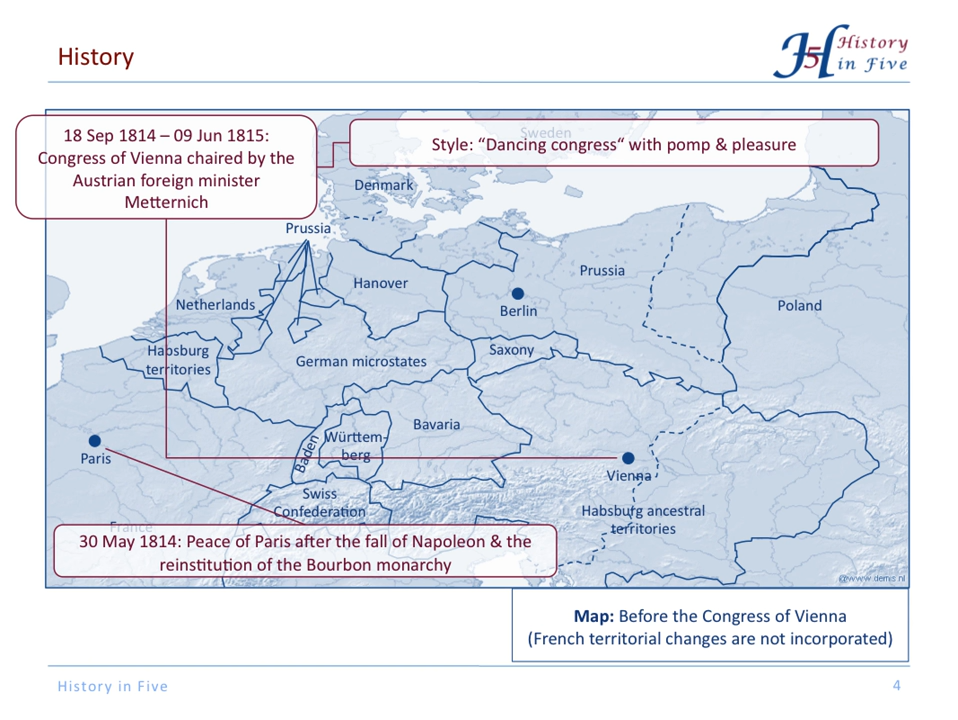 History
History
in Five
18 Sep 1814 – 09 Jun 1815:
Congress of Vienna chaired by the
Austrian foreign minister
Metternich
Sweden
Style: “Dancing congress“ with pomp & pleasure
Denmark
Prussia
Prussia
Hanover
Netherlands
Berlin
Poland
Habsburg
territories
German microstates
Saxony
Bavaria
Württem-
berg
Baden
Paris
Vienna
Swiss
Confederation
Habsburg ancestral
territories
France
30 May 1814: Peace of Paris after the fall of Napoleon & the
reinstitution of the Bourbon monarchy
@www.demis.nl
Map: Before the Congress of Vienna
(French territorial changes are not incorporated)
History in Five
4